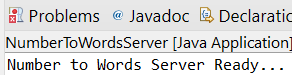 Problems @ Javadoc Declaratio
NumberToWordsServer [Java Application]
Number to Words Server Ready...